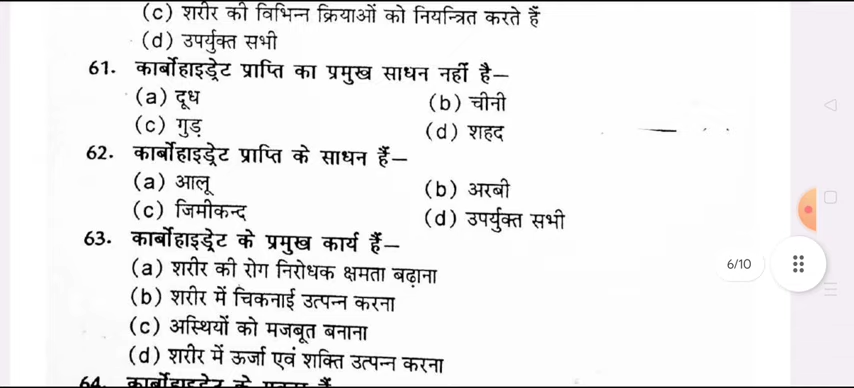 (c) शरीर की विभिन्न क्रियाओं को नियन्त्रित करते हैं
(d) उपर्युक्त सभी
61. कार्बोहाइड्रेट प्राप्ति का प्रमुख साधन नहीं है—
(a) दूध (b) चीनी
(c) गुड़ (d) शहद
62. कार्बोहाइड्रेट प्राप्ति के साधन हैं—
(a) आलू (b) अरबी
(c) जिमीकन्द (d) उपर्युक्त सभी
63. कार्बोहाइड्रेट के प्रमुख कार्य हैं—
(a) शरीर की रोग निरोधक क्षमता बढ़ाना
6/10
(b) शरीर में चिकनाई उत्पन्न करना
(c) अस्थियों को मजबूत बनाना
(d) शरीर में ऊर्जा एवं शक्ति उत्पन्न करना
64. कार्बोहाइड्रेट के